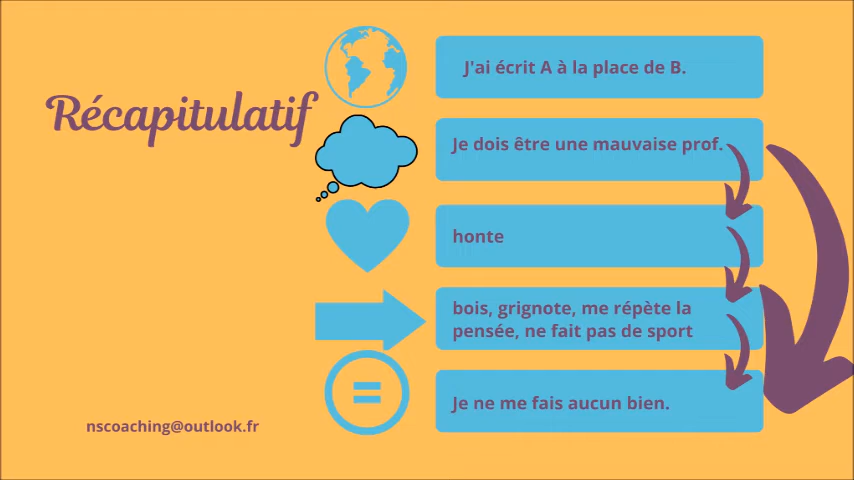 Récapitulatif
J'ai écrit A à la place de B.
Je dois être une mauvaise prof.
honte
bois, grignote, me répète la
pensée, ne fait pas de sport
Je ne me fais aucun bien.
nscoaching@outlook.fr